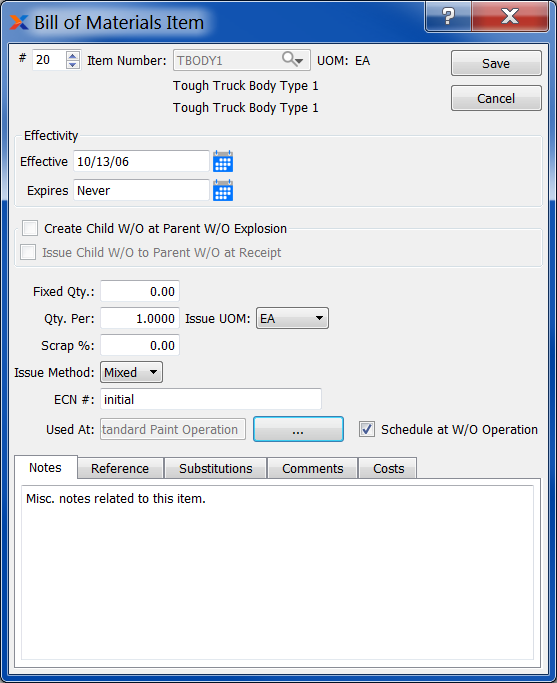 Bill of Materials Item
# 20 Item Number: TBODY1 UOM: EA
Save
Tough Truck Body Type 1
Cancel
Tough Truck Body Type 1
Effectivity
Effective 10/13/06
Expires Never
Create Child W/O at Parent W/O Explosion
Issue Child W/O to Parent W/O at Receipt
Fixed Qty.: 0.00
Qty. Per: 1.0000 Issue UOM: EA
Scrap %: 0.00
Issue Method: Mixed
ECN #: initial
Used At: tandard Paint Operation ... Schedule at W/O Operation
Notes Reference Substitutions Comments Costs
Misc. notes related to this item.